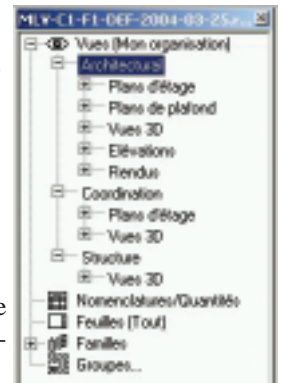 MLV-C1-F1-DEF-2004-03-25...
Vues (Mon organisation)
Architectural
Plans d'étage
Plans de plafond
Vues 3D
Elévations
Rendus
Coordination
Plans d'étage
Vues 3D
Structure
Vues 3D
Nomenclatures/Quantités
e
Feuilles (Tout)
-
Familles
Groupes...